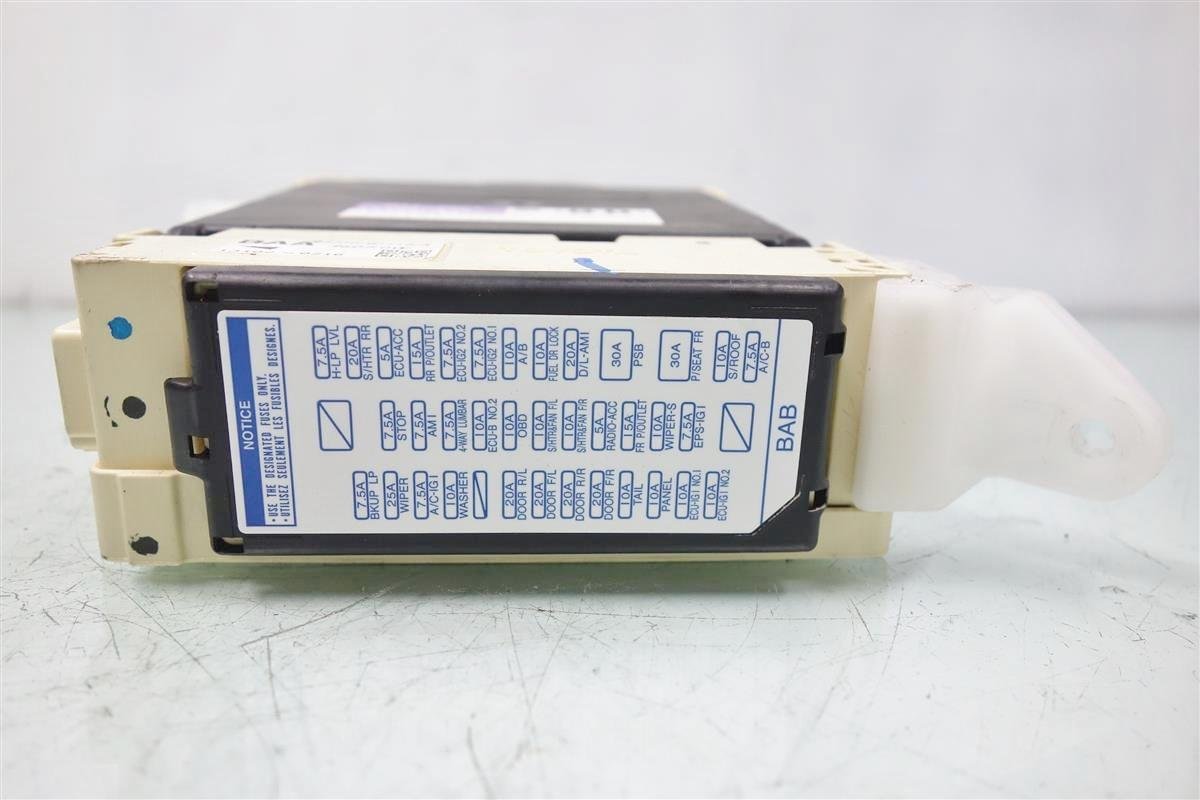 BAA
NOTICE
• USE THE DESIGNATED FUSES ONLY.
• UTILISEZ SEULEMENT LES FUSIBLES DESIGNES.
7.5A H-LP LVL
20A S/HTR RR
5A ECU-ACC
15A RR P/OUTLET
7.5A ECU-IG2 NO.2
7.5A ECU-IG2 NO.1
10A A/B
10A FUEL DR LOCK
20A D/L-AM1
30A PSB
30A P/SEAT FR
10A S/ROOF
7.5A A/C-B
7.5A STOP
7.5A AM1
7.5A 4-WAY LUMBAR
10A ECU-B NO.2
10A OBD
10A S/HTR&FAN F/L
10A S/HTR&FAN F/R
5A RADIO-ACC
15A FR P/OUTLET
10A WIPER-S
7.5A EPS-IG1
7.5A BKUP LP
25A WIPER
7.5A A/C-IG1
10A WASHER
20A DOOR R/L
20A DOOR F/L
20A DOOR R/R
20A DOOR F/R
10A TAIL
10A PANEL
10A ECU-IG1 NO.1
10A ECU-IG1 NO.2
BAB